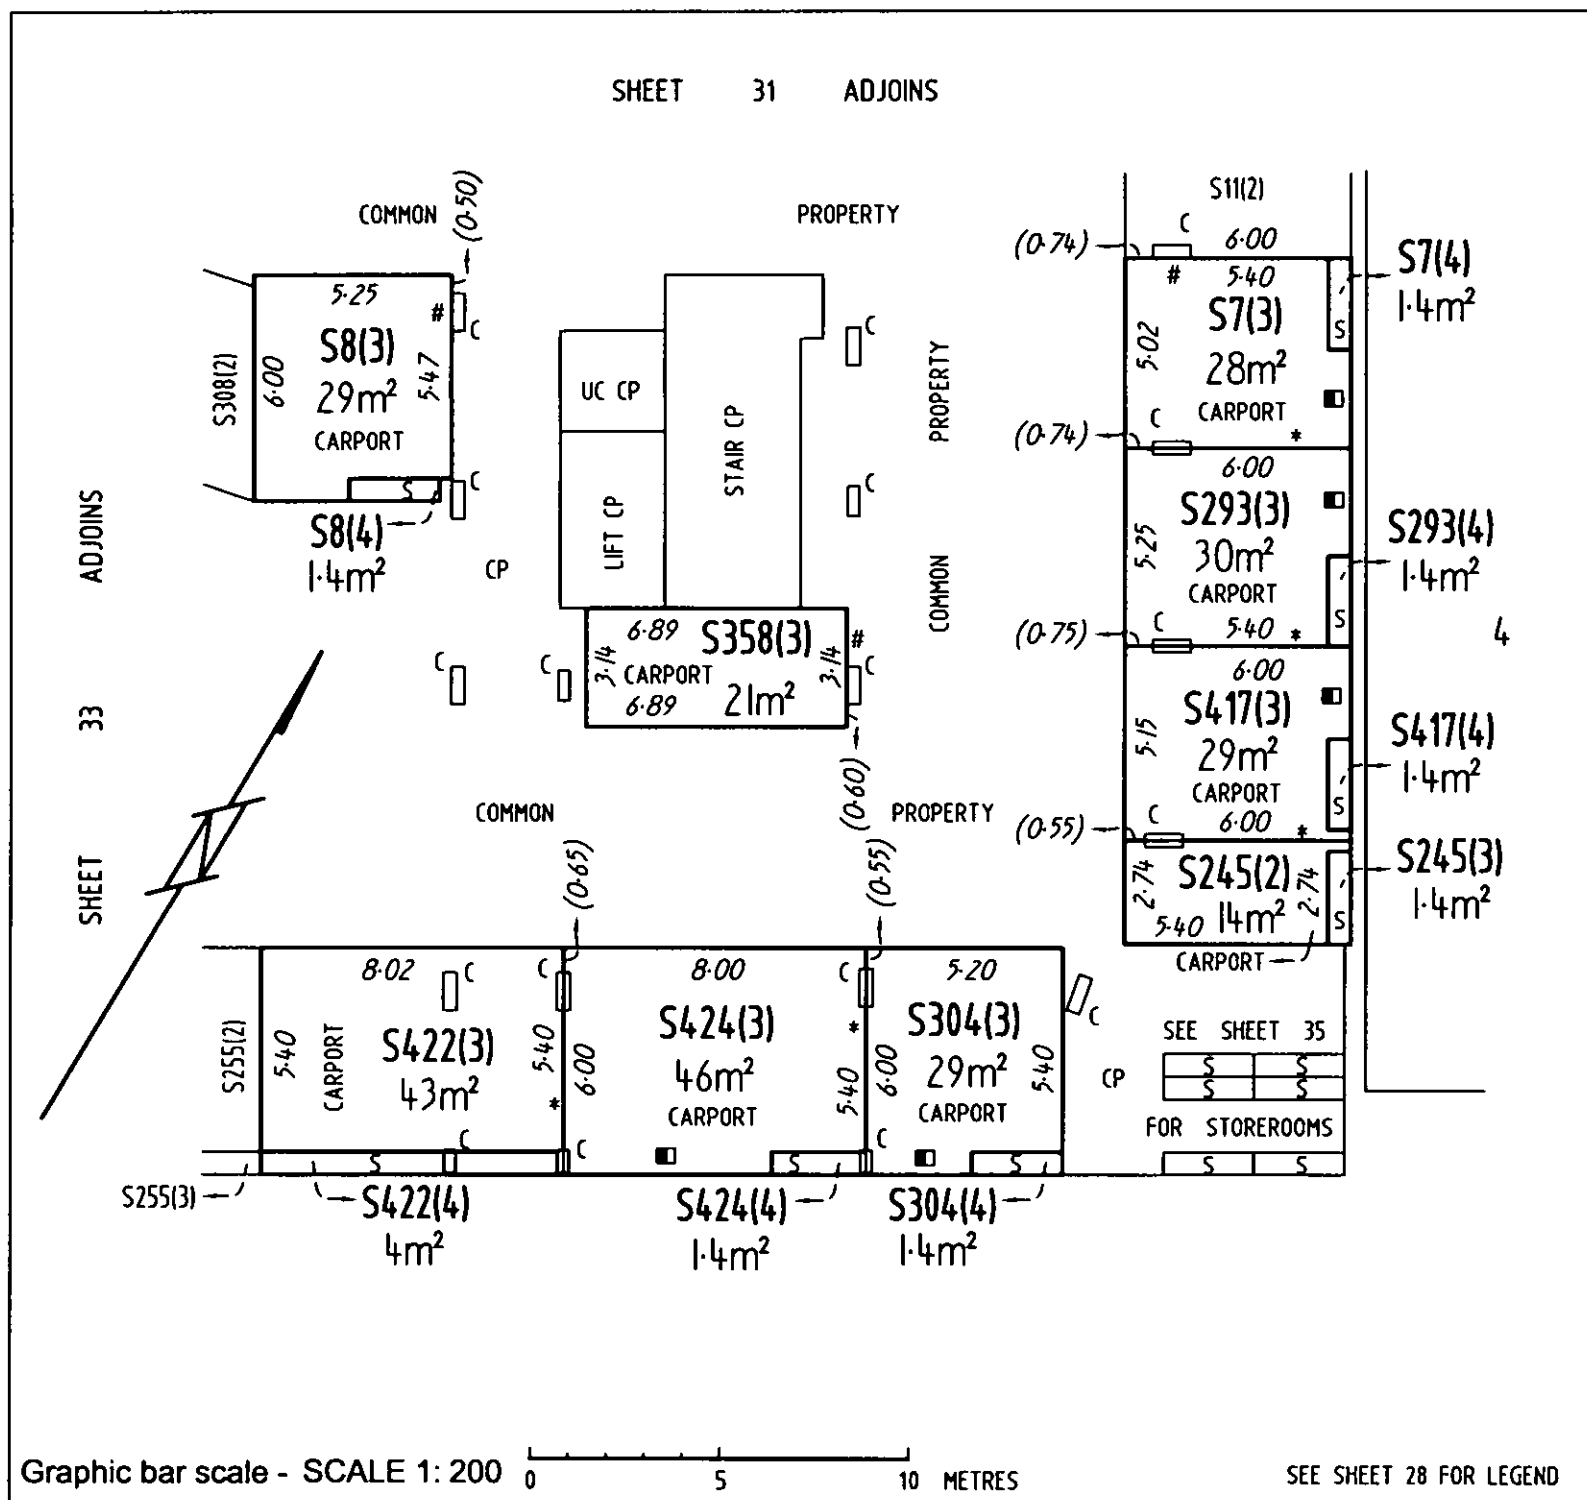 SHEET 31 ADJOINS
COMMON
(0·50)
PROPERTY
S11(2)
C
6·00
(0·74)
#
5·40
S7(3)
28m²
CARPORT
5·02
S
*
S7(4)
1·4m²
5·25
#
C
S8(3)
29m²
CARPORT
6·00
5·47
S308(2)
S
C
S8(4)
1·4m²
CP
UC CP
LIFT CP
STAIR CP
C
C
PROPERTY
COMMON
(0·74)
C
6·00
S293(3)
30m²
CARPORT
5·25
5·40
*
S
S293(4)
1·4m²
4
(0·75)
C
6·00
S417(3)
29m²
CARPORT
5·15
6·00
*
S
S417(4)
1·4m²
(0·55)
C
S245(2)
14m²
2·74
2·74
5·40
CARPORT
S
S245(3)
1·4m²
6·89
S358(3)
CARPORT
21m²
6·89
3·14
3·14
#
C
C
C
(0·60)
SHEET 33 ADJOINS
COMMON
PROPERTY
(0·65)
(0·55)
8·02
C
C
S422(3)
43m²
CARPORT
5·40
5·40
*
S255(2)
S
C
C
S255(3)
S422(4)
4m²
8·00
C
S424(3)
46m²
CARPORT
6·00
5·40
*
S
C
S424(4)
1·4m²
5·20
S304(3)
29m²
CARPORT
6·00
5·40
S
C
S304(4)
1·4m²
CP
SEE SHEET 35
S S
S S
FOR STOREROOMS
S S
Graphic bar scale - SCALE 1: 200
0 5 10 METRES
SEE SHEET 28 FOR LEGEND